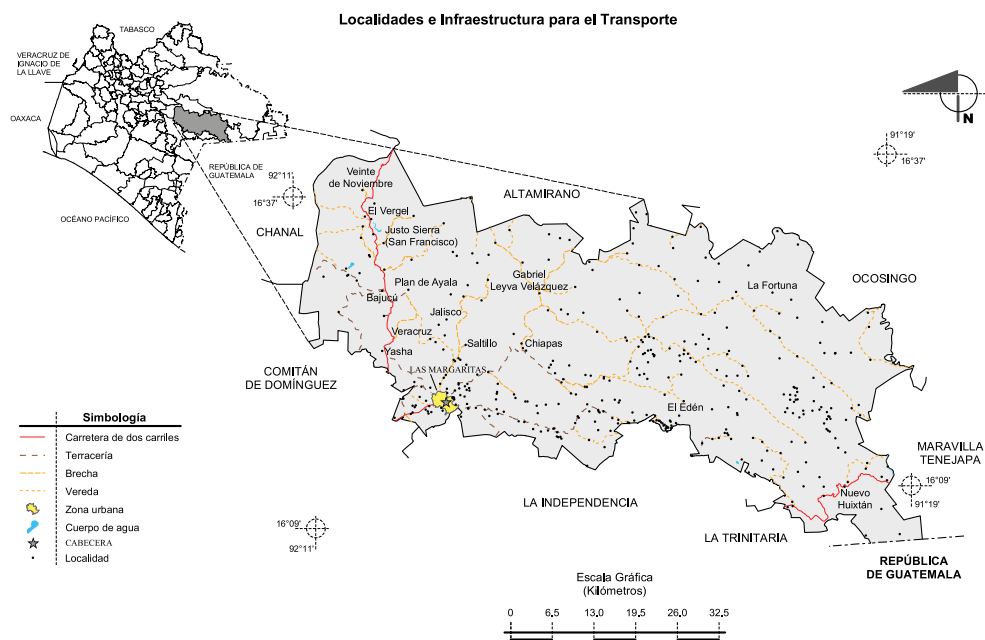 Localidades e Infraestructura para el Transporte
TABASCO
VERACRUZ DE
IGNACIO DE
LA LLAVE
OAXACA
REPÚBLICA DE
GUATEMALA
OCÉANO PACÍFICO
N
91°19'
16°37'
92°11'
16°37'
ALTAMIRANO
CHANAL
OCOSINGO
Veinte
de Noviembre
El Vergel
Justo Sierra
(San Francisco)
Plan de Ayala
Gabriel
Leyva Velázquez
La Fortuna
Bajucú
Jalisco
Veracruz
Saltillo
Chiapas
Yasha
LAS MARGARITAS
COMITÁN
DE DOMÍNGUEZ
El Edén
MARAVILLA
TENEJAPA
16°09'
91°19'
Nuevo
Huixtán
LA INDEPENDENCIA
LA TRINITARIA
16°09'
92°11'
REPÚBLICA
DE GUATEMALA
Simbología
Carretera de dos carriles
Terracería
Brecha
Vereda
Zona urbana
Cuerpo de agua
CABECERA
Localidad
Escala Gráfica
(Kilómetros)
0 6.5 13.0 19.5 26.0 32.5